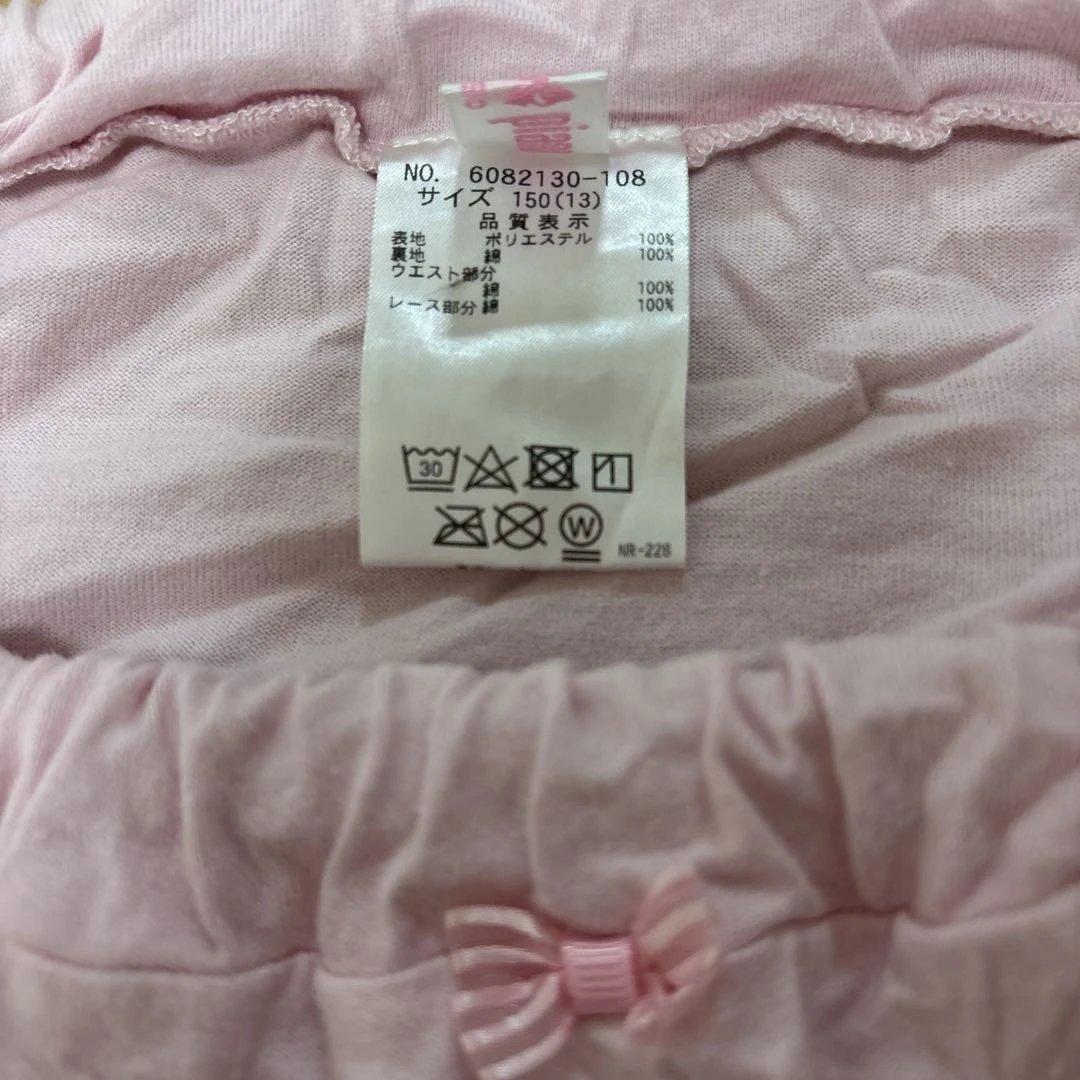 NO. 6082130-108
サイズ 150(13)
品質表示
表地 ポリエステル 100%
裏地 綿 100%
ウエスト部分
綿 100%
レース部分 綿 100%
30
W
NR-228